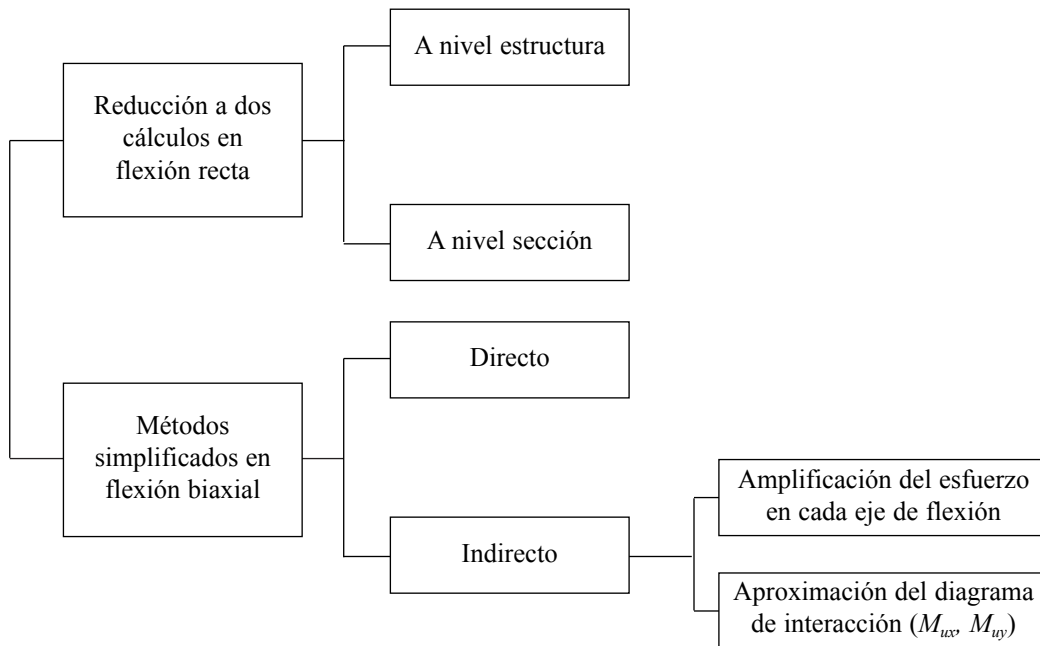 A nivel estructura
Reducción a dos
cálculos en
flexión recta
A nivel sección
Directo
Métodos
simplificados en
flexión biaxial
Indirecto
Amplificación del esfuerzo
en cada eje de flexión
Aproximación del diagrama
de interacción (Mux, Muy)